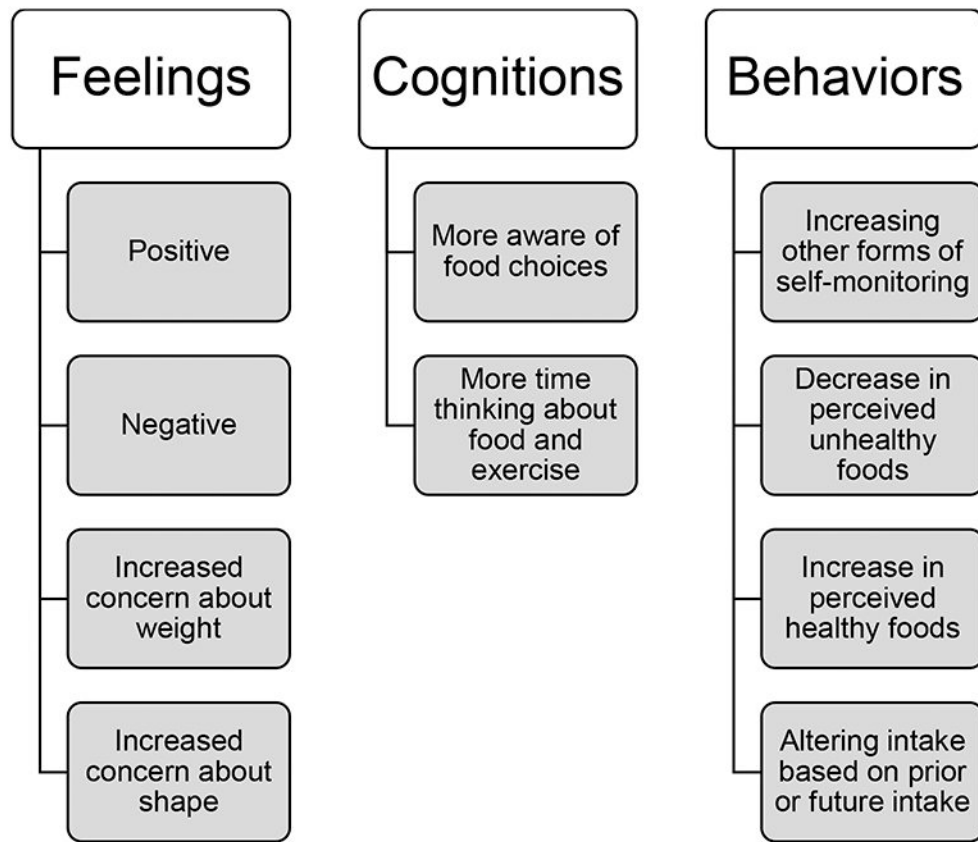 Feelings
Positive
Negative
Increased
concern about
weight
Increased
concern about
shape
Cognitions
More aware of
food choices
More time
thinking about
food and
exercise
Behaviors
Increasing
other forms of
self-monitoring
Decrease in
perceived
unhealthy
foods
Increase in
perceived
healthy foods
Altering intake
based on prior
or future intake